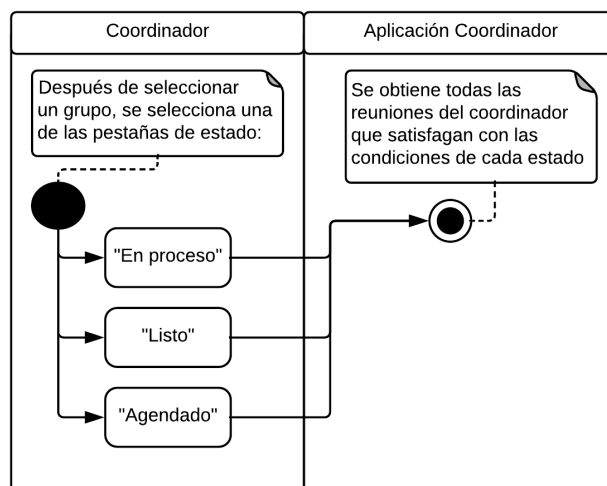 Coordinador
Aplicación Coordinador
Después de seleccionar
un grupo, se selecciona una
de las pestañas de estado:
Se obtiene todas las
reuniones del coordinador
que satisfagan con las
condiciones de cada estado
"En proceso"
"Listo"
"Agendado"